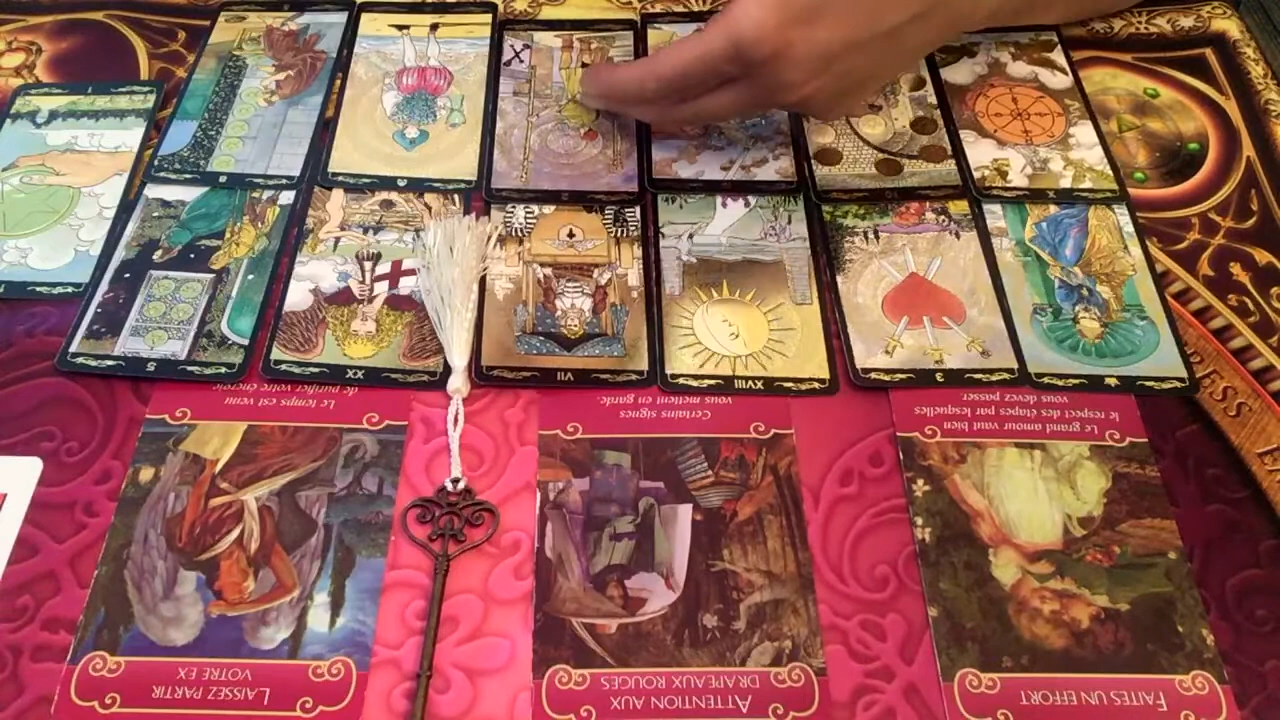 5
XX
VII
XVIII
3
Le temps est venu
de purifier votre énergie
LAISSEZ PARTIR
VOTRE EX
Certains signes
vous mettent en garde.
ATTENTION AUX
DRAPEAUX ROUGES
Le grand amour vaut bien
le respect des étapes par lesquelles
vous devez passer.
FAITES UN EFFORT